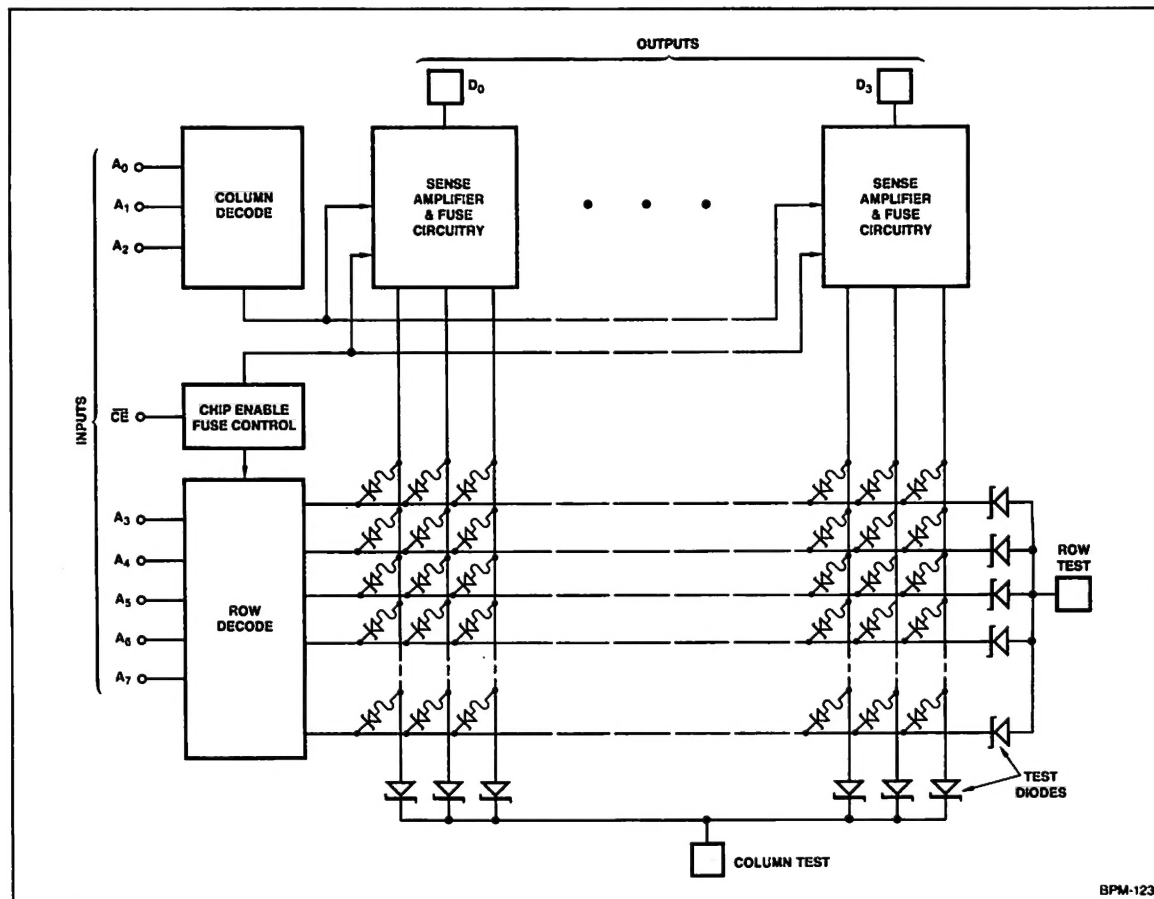 OUTPUTS
D0
D3
INPUTS
A0
A1
A2
COLUMN
DECODE
SENSE
AMPLIFIER
& FUSE
CIRCUITRY
SENSE
AMPLIFIER
& FUSE
CIRCUITRY
C̅E̅
CHIP ENABLE
FUSE CONTROL
A3
A4
A5
A6
A7
ROW
DECODE
ROW
TEST
TEST
DIODES
COLUMN TEST
BPM-123